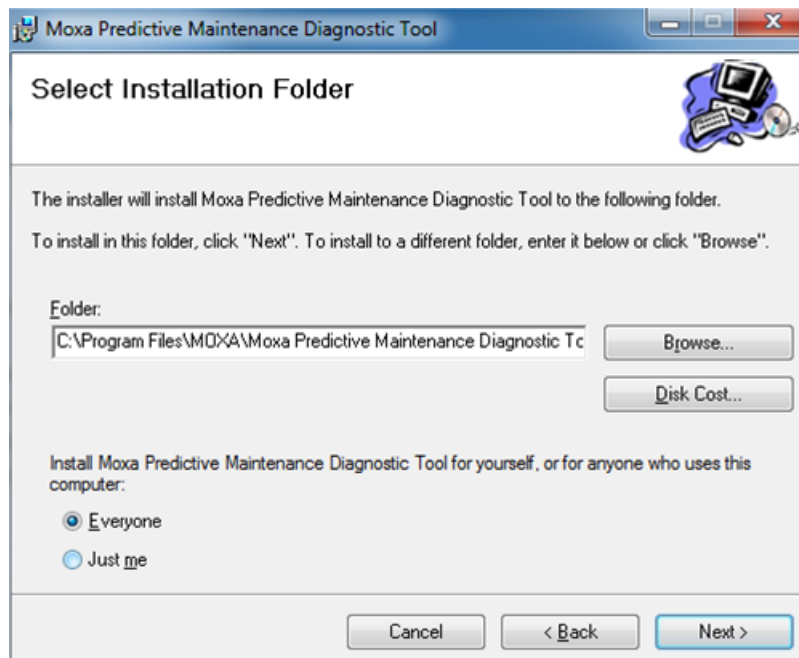 Moxa Predictive Maintenance Diagnostic Tool
Select Installation Folder
The installer will install Moxa Predictive Maintenance Diagnostic Tool to the following folder.
To install in this folder, click "Next". To install to a different folder, enter it below or click "Browse".
Folder:
C:\Program Files\MOXA\Moxa Predictive Maintenance Diagnostic Tc
Browse...
Disk Cost...
Install Moxa Predictive Maintenance Diagnostic Tool for yourself, or for anyone who uses this
computer:
Everyone
Just me
Cancel
< Back
Next >